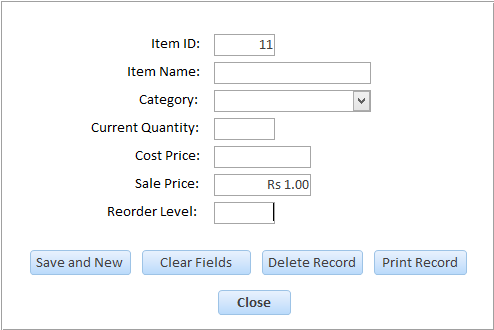 Item ID: 11
Item Name:
Category:
Current Quantity:
Cost Price:
Sale Price: Rs 1.00
Reorder Level:
Save and New Clear Fields Delete Record Print Record
Close